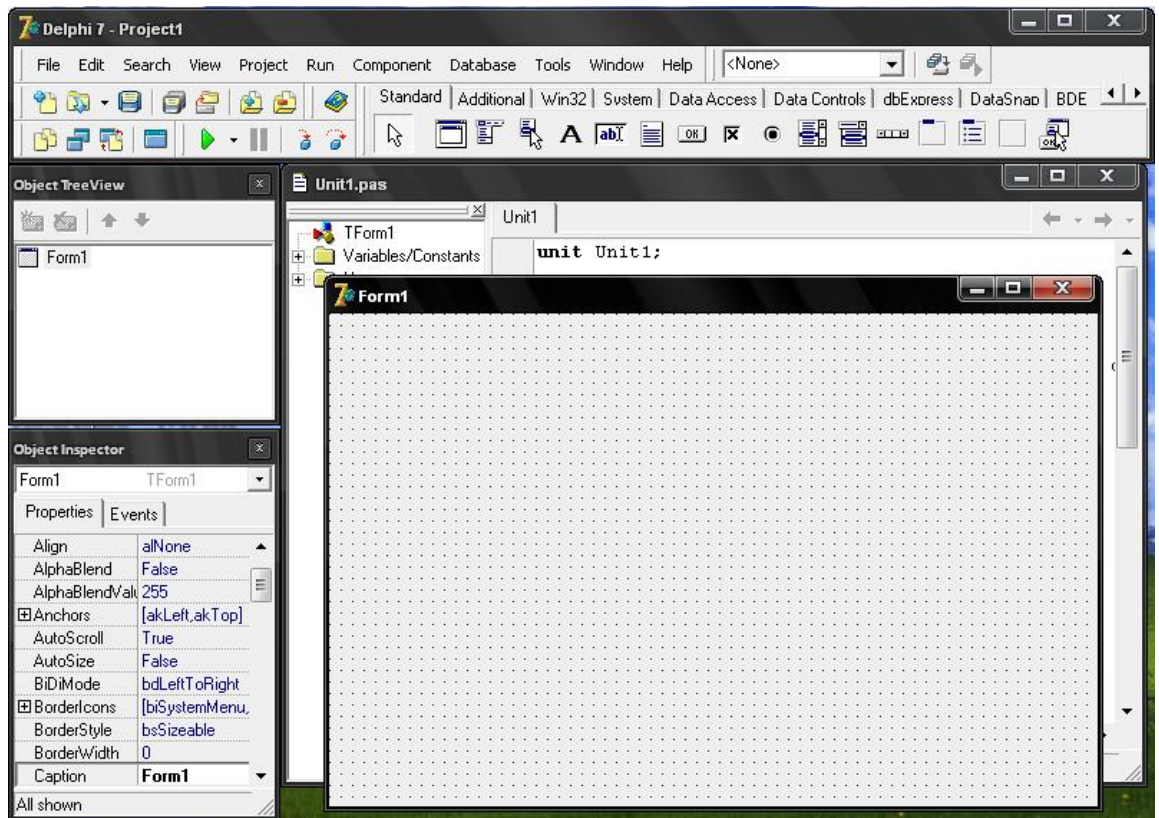 Delphi 7 - Project1
File Edit Search View Project Run Component Database Tools Window Help
<None>
Standard Additional Win32 System Data Access Data Controls dbExpress DataSnap BDE
A ab OK
Object TreeView
Form1
Unit1.pas
TForm1
Variables/Constants
Unit1
unit Unit1;
Form1
Object Inspector
Form1 TForm1
Properties Events
Align alNone
AlphaBlend False
AlphaBlendValu 255
Anchors [akLeft,akTop]
AutoScroll True
AutoSize False
BiDiMode bdLeftToRight
BorderIcons [biSystemMenu,
BorderStyle bsSizeable
BorderWidth 0
Caption Form1
All shown